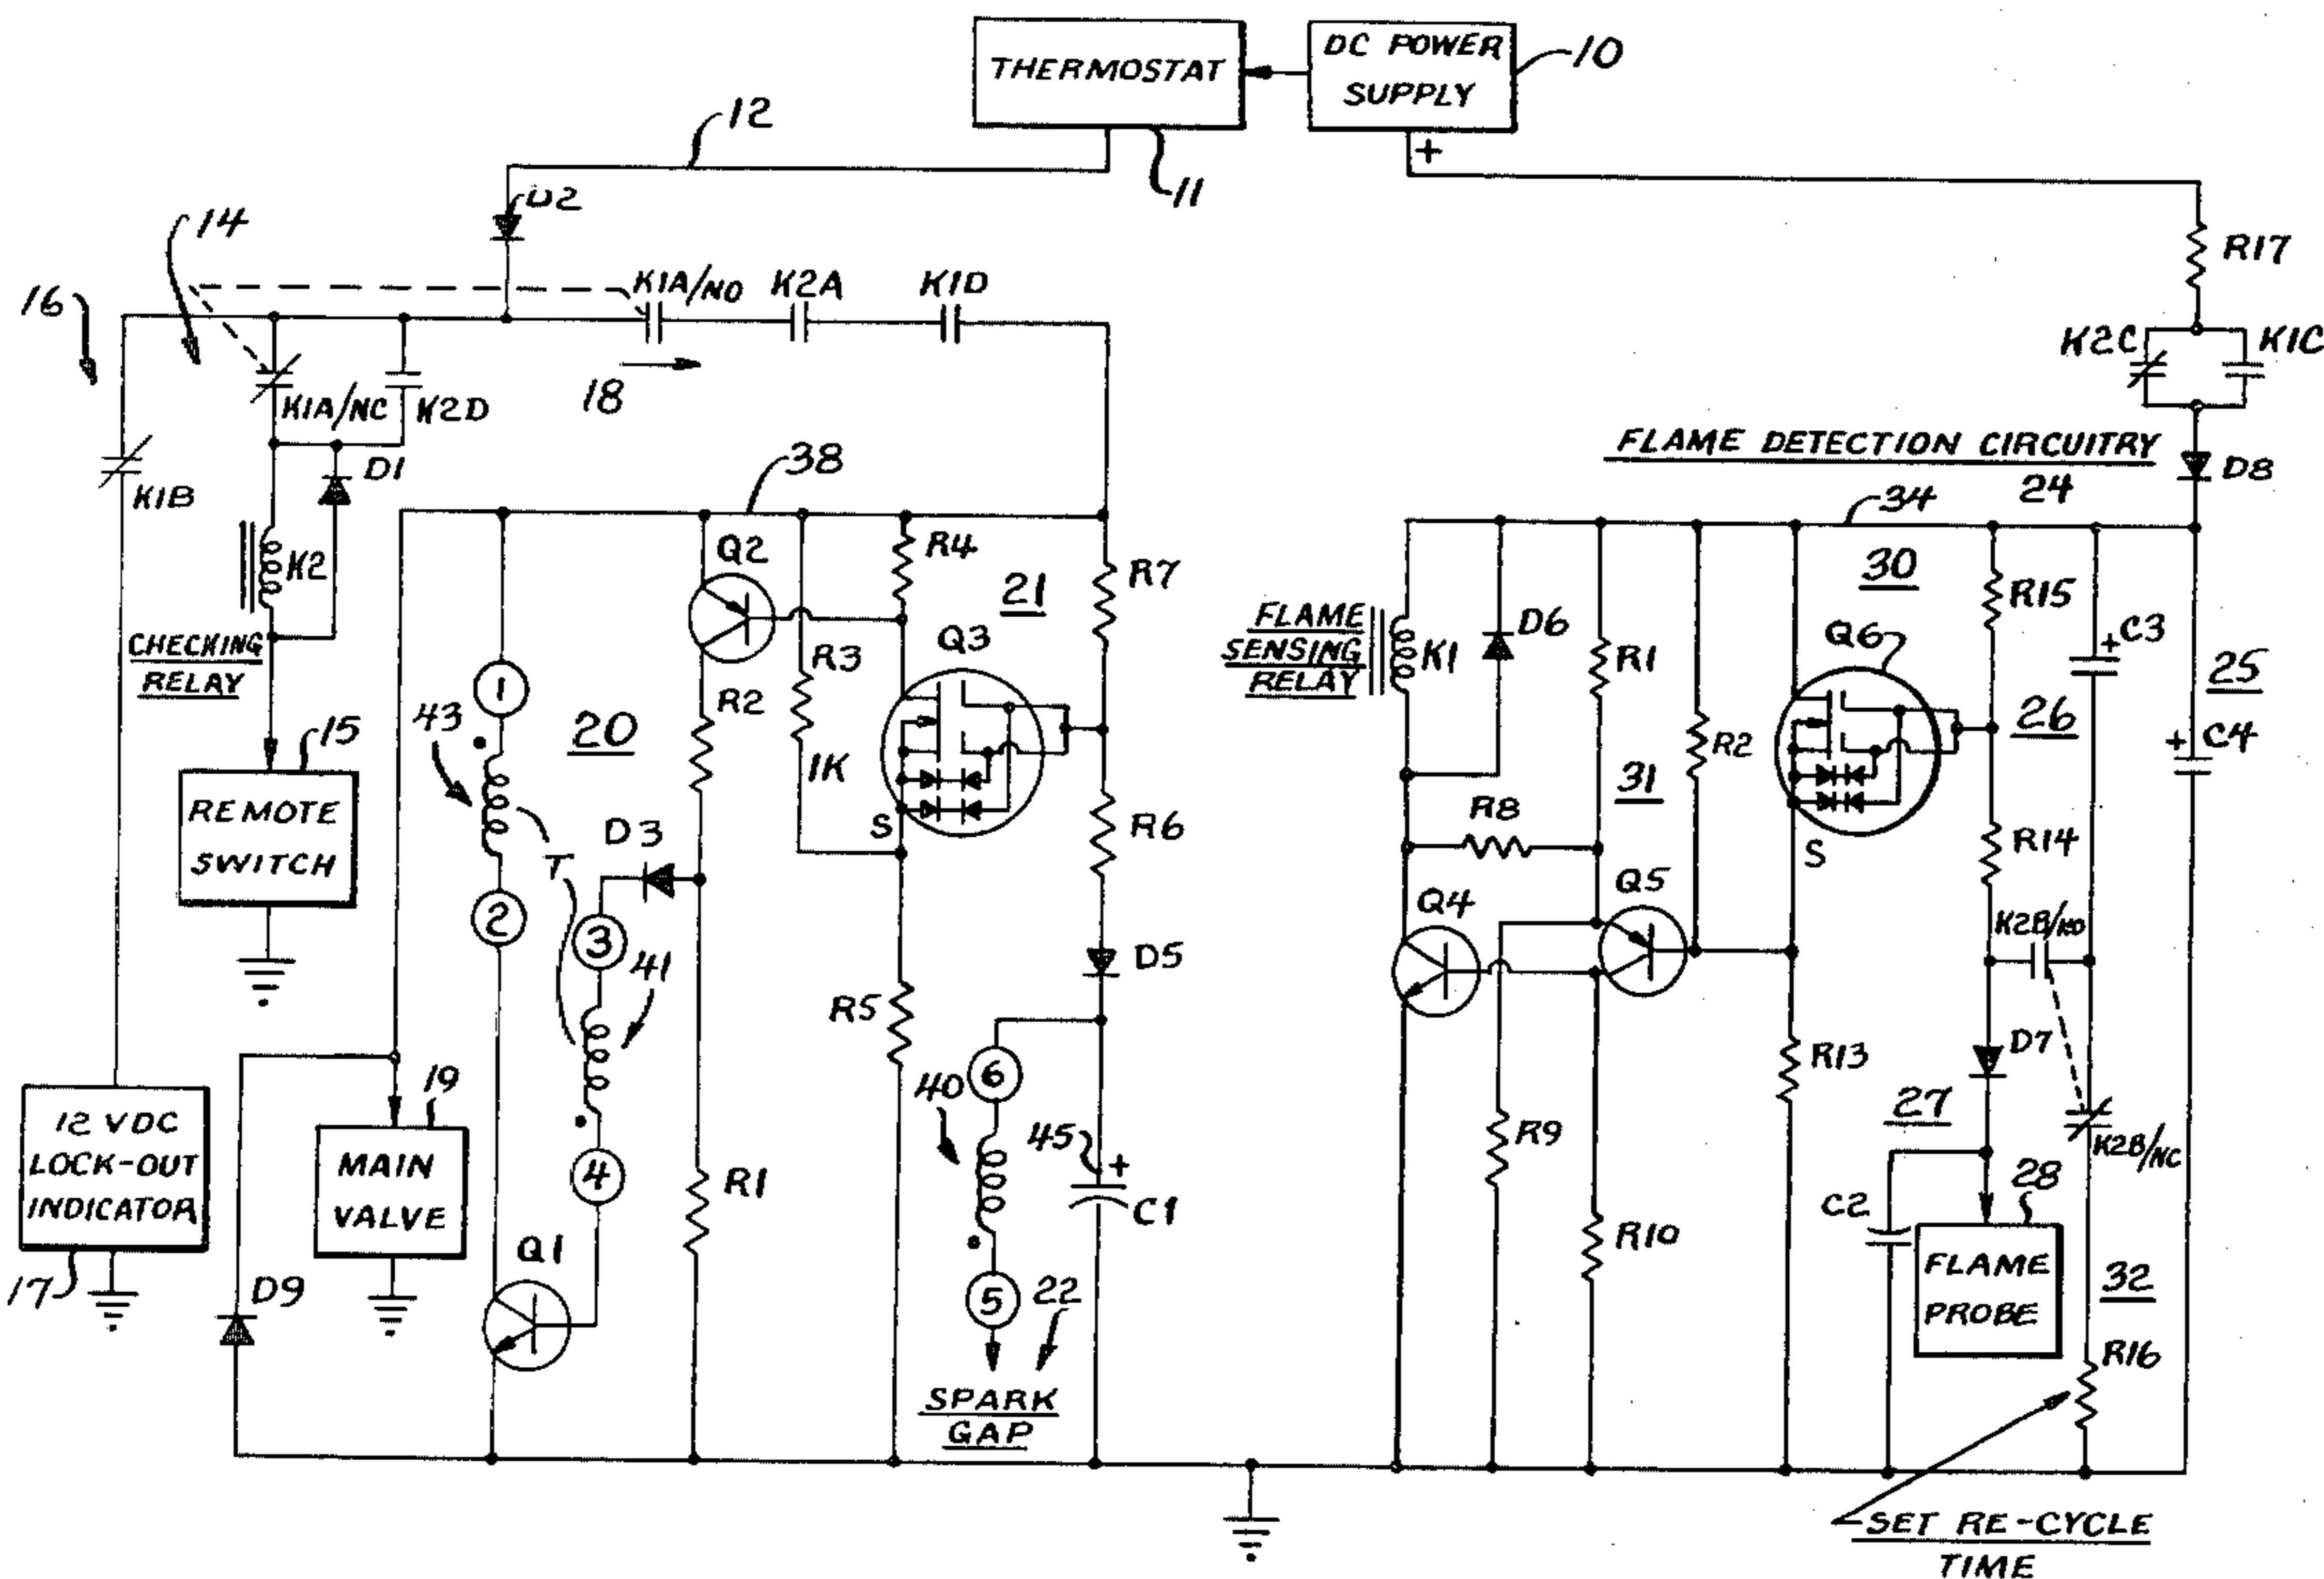 THERMOSTAT
DC POWER
SUPPLY
10
12
+
11
D2
14
R17
16
K1A/NO
K2A
K1D
K2C
K1C
18
K1A/NC
K2D
FLAME DETECTION CIRCUITRY
24
D8
38
D1
K1B
34
Q2
R4
K2
21
R7
30
R15
C3
+
CHECKING
RELAY
R3
Q3
FLAME
SENSING
RELAY
K1
D6
R1
Q6
25
1
R2
43
20
1K
26
R2
C4
+
15
REMOTE
SWITCH
T
D3
S
R6
31
R8
S
R14
2
3
41
D5
Q4
Q5
K2B/NO
R5
D7
R13
12 VDC
LOCK-OUT
INDICATOR
17
19
MAIN
VALVE
6
40
45
+
C1
R9
27
K2B/NC
4
R1
28
C2
FLAME
PROBE
R10
32
D9
Q1
5
22
SPARK
GAP
R16
SET RE-CYCLE
TIME